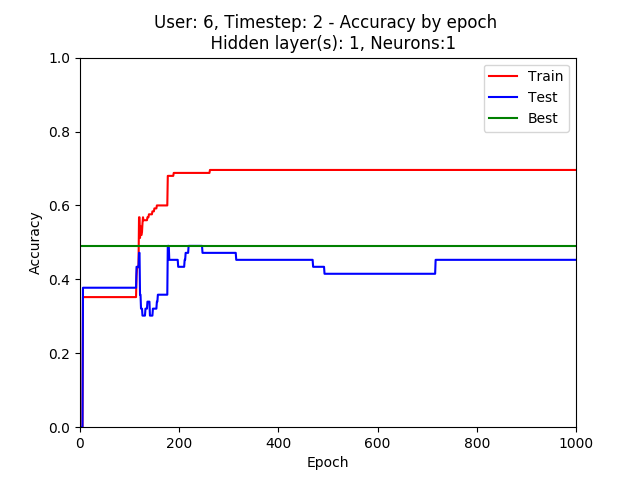 User: 6, Timestep: 2 - Accuracy by epoch
Hidden layer(s): 1, Neurons:1
1.0
Train
Test
Best
0.8
0.6
Accuracy
0.4
0.2
0.0
0 200 400 600 800 1000
Epoch